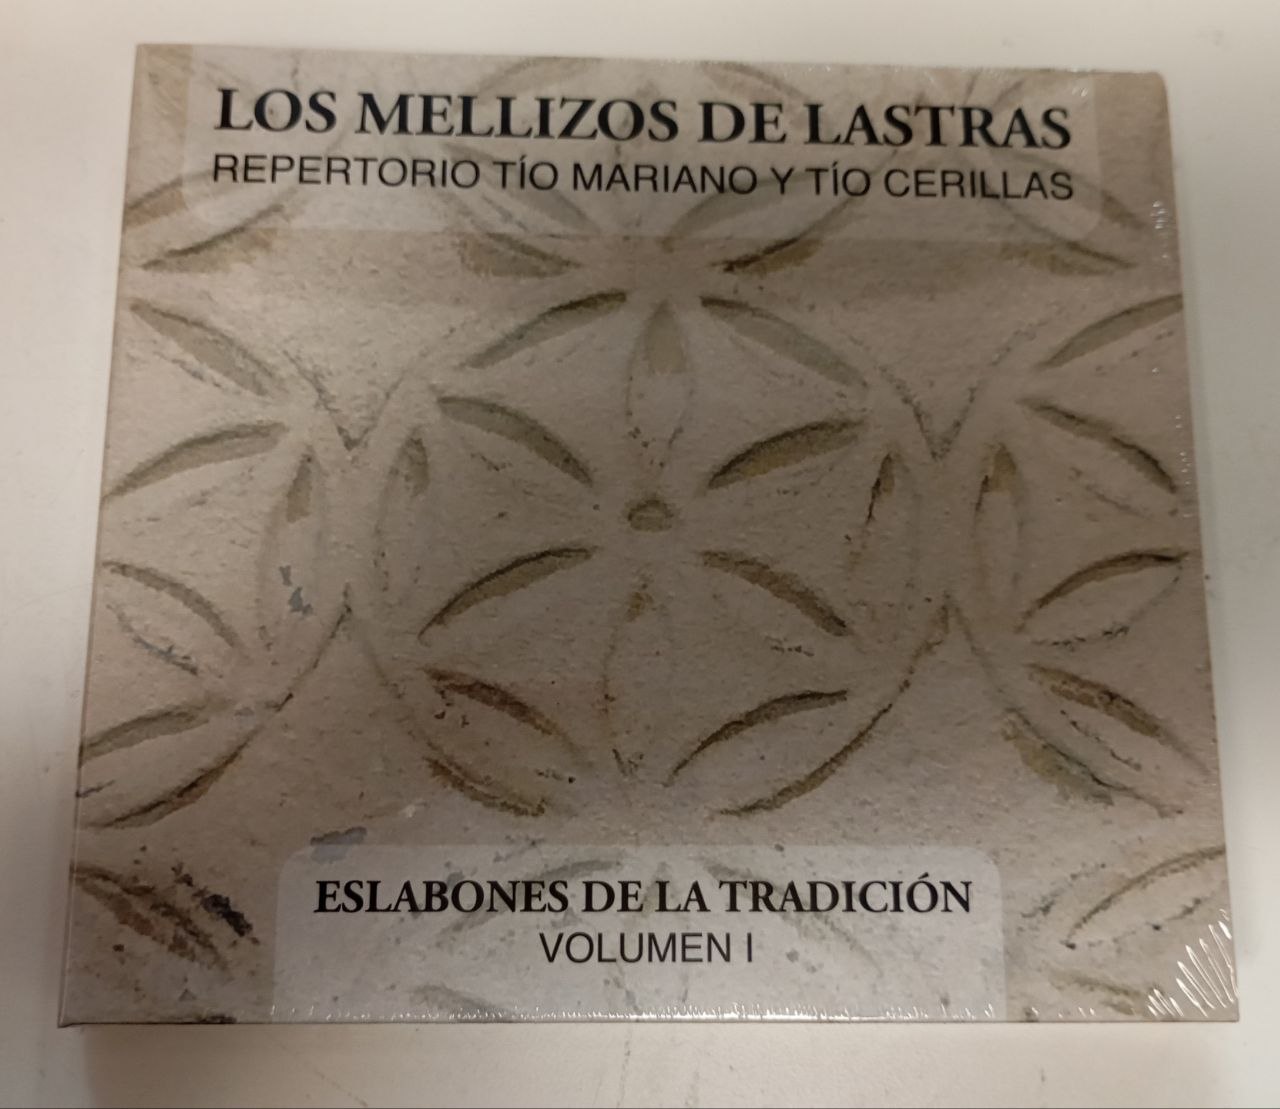 LOS MELLIZOS DE LASTRAS
REPERTORIO TÍO MARIANO Y TÍO CERILLAS
ESLABONES DE LA TRADICIÓN
VOLUMEN I